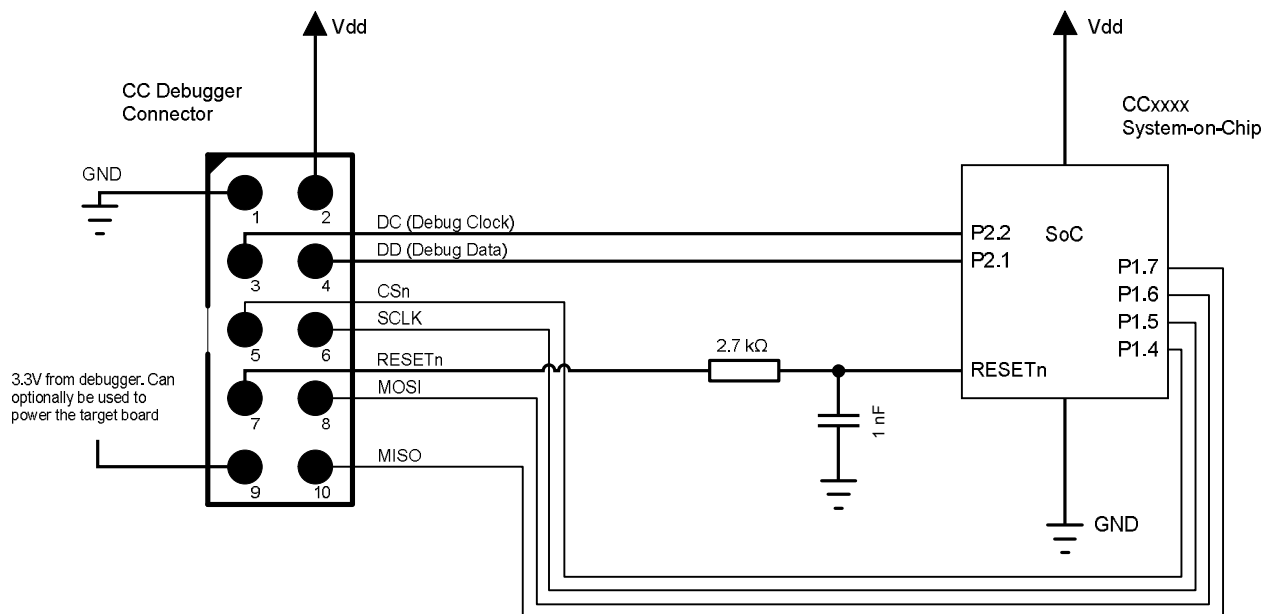 Vdd
Vdd
CC Debugger
Connector
CCxxxx
System-on-Chip
GND
1
2
DC (Debug Clock)
P2.2
SoC
DD (Debug Data)
P2.1
3
4
P1.7
CSn
P1.6
SCLK
P1.5
5
6
2.7 kΩ
P1.4
RESETn
RESETn
3.3V from debugger. Can
optionally be used to
power the target board
MOSI
7
8
1 nF
MISO
9
10
GND